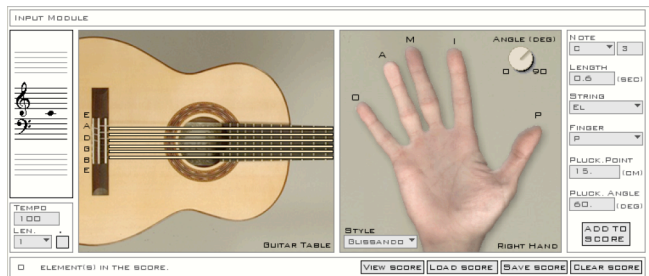 Input Module
E
A
D
G
B
E
Guitar Table
O
A
M
I
P
Angle (deg)
0 90
Style
Glissando
Right Hand
Note
C 3
Length
0.6 (sec)
String
EL
Finger
P
Pluck.Point
15. (cm)
Pluck. Angle
60. (deg)
Add to
score
Tempo
100
Len. .
1
0 element(s) in the score.
View score Load score Save score Clear score